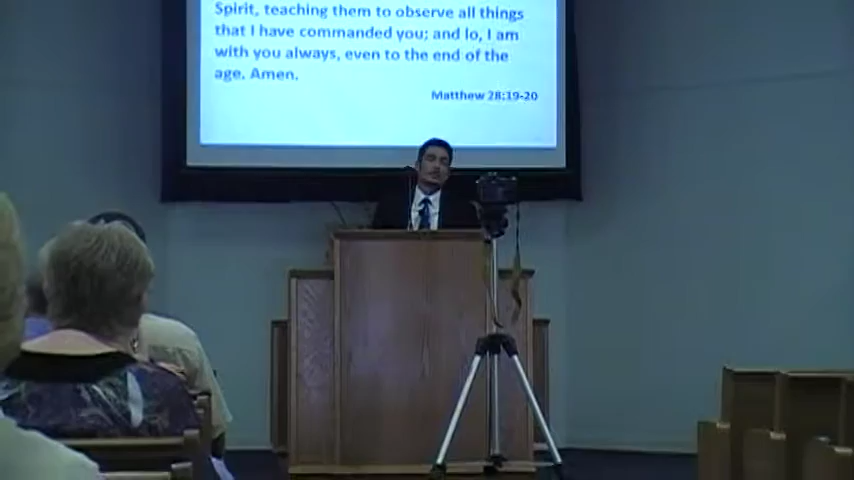 Spirit, teaching them to observe all things
that I have commanded you; and lo, I am
with you always, even to the end of the
age. Amen.
Matthew 28:19-20